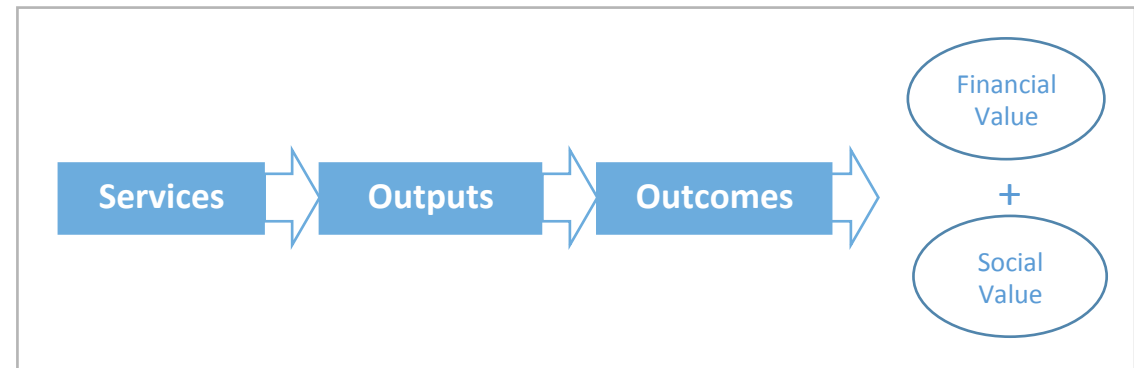 Services
Outputs
Outcomes
Financial
Value
+
Social
Value